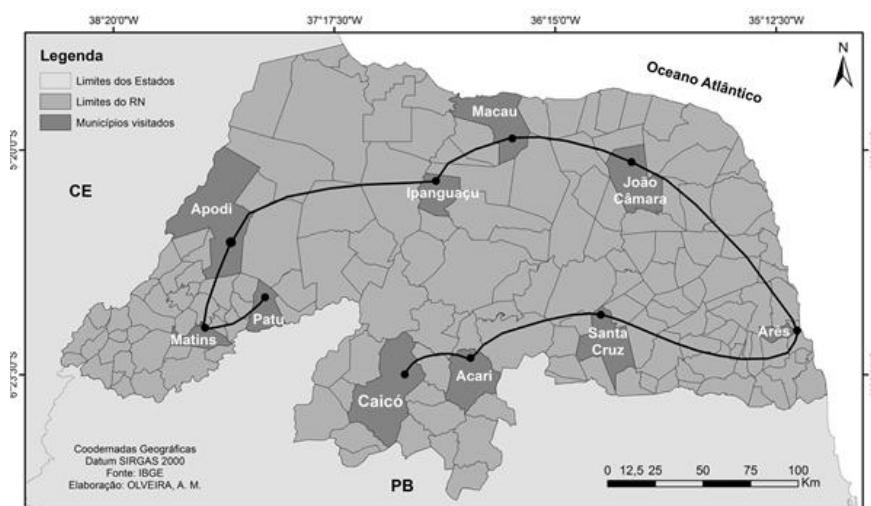 38°20'0"W
37°17'30"W
36°15'0"W
35°12'30"W
Legenda
Limites dos Estados
Limites do RN
Municípios visitados
Oceano Atlântico
N
5°20'0"S
6°23'30"S
CE
Macau
João
Câmara
Ipanguaçu
Apodi
Patu
Matins
Santa
Cruz
Arês
Acari
Caicó
PB
Coodernadas Geográficas
Datum SIRGAS 2000
Fonte: IBGE
Elaboração: OLVEIRA, A. M.
0 12,5 25 50 75 100
Km